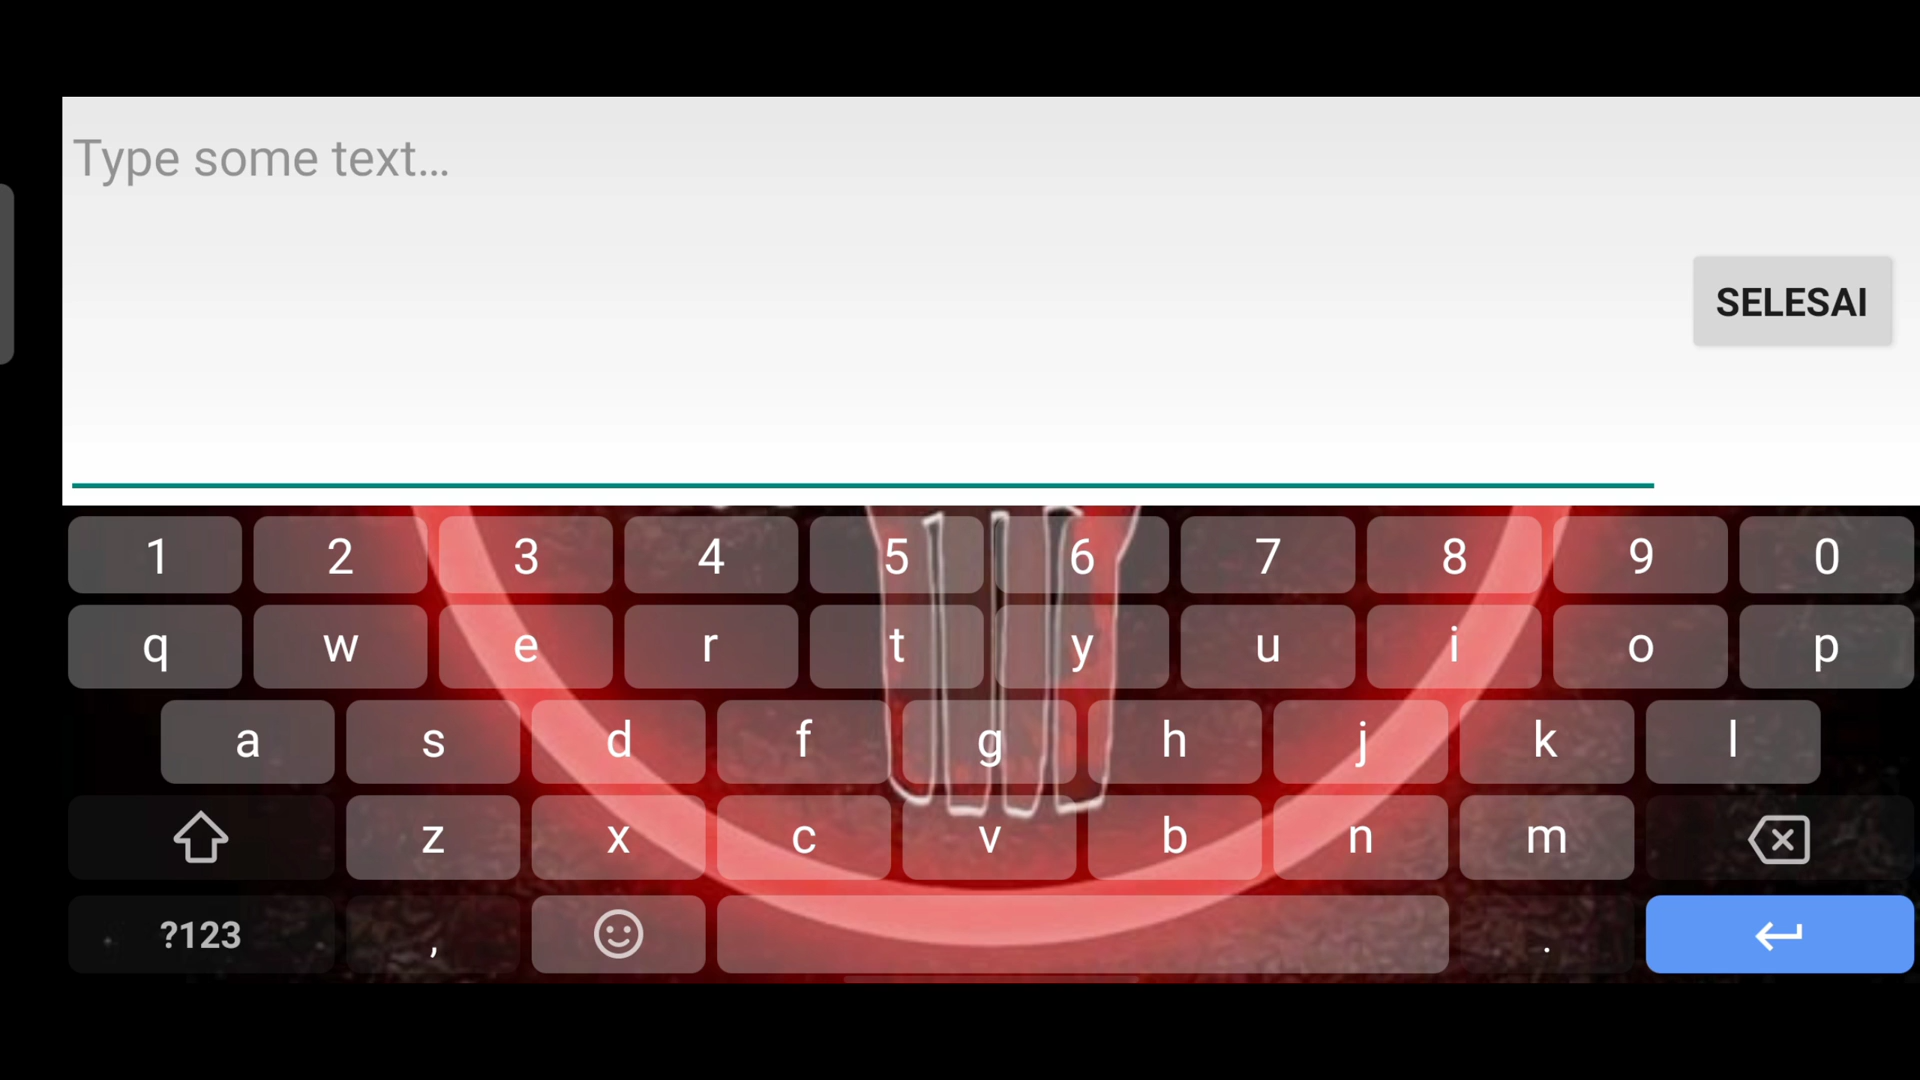 Type some text...
SELESAI
1 2 3 4 5 6 7 8 9 0
q w e r t y u i o p
a s d f g h j k l
z x c v b n m
?123 , .